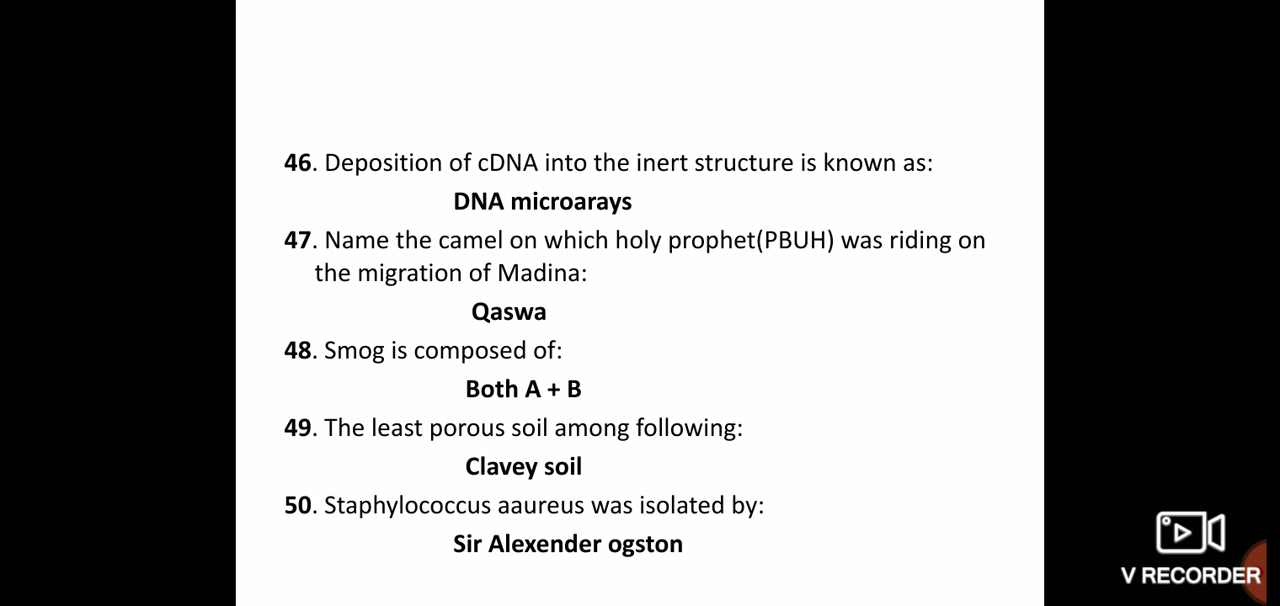 46. Deposition of cDNA into the inert structure is known as:
DNA microarays
47. Name the camel on which holy prophet(PBUH) was riding on
the migration of Madina:
Qaswa
48. Smog is composed of:
Both A + B
49. The least porous soil among following:
Clavey soil
50. Staphylococcus aaureus was isolated by:
Sir Alexender ogston
V RECORDER